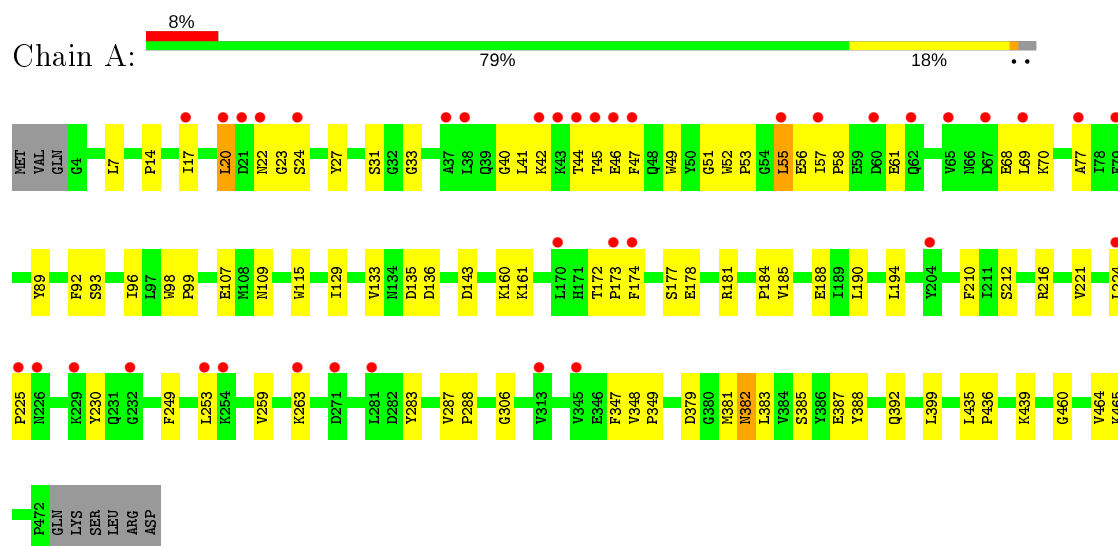 8%
Chain A:
79% 18% • •
MET VAL GLN G4 L7 P14 I17 L20 D21 N22 G23 S24 Y27 S31 G32 G33 A37 L38 Q39 G40 L41 K42 K43 T44 T45 E46 F47 Q48 W49 Y50 G51 W52 P53 G54 L55 E56 I57 P58 E59 D60 E61 Q62 V65 N66 D67 E68 L69 K70 A77 I78
Y89 F92 S93 I96 L97 W98 P99 E107 M108 N109 W115 I129 V133 N134 D135 D136 D143 K160 K161 L170 H171 T172 P173 F174 S177 E178 R181 P184 V185 E188 I189 L190 L194 Y204 F210 I211 S212 R216 V221 L224
P225 N226 K229 Y230 Q231 G232 F249 L253 K254 V259 K263 D271 L281 D282 Y283 V287 P288 G306 V313 V345 E346 F347 V348 P349 D379 G380 M381 N382 L383 V384 S385 Y386 E387 Y388 Q392 L399 L435 P436 K439 G460 V464 K465
P472 GLN LYS SER LEU ARG ASP